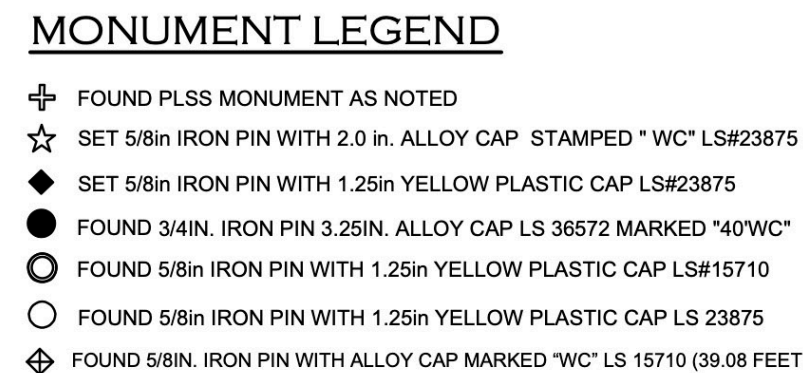 MONUMENT LEGEND
FOUND PLSS MONUMENT AS NOTED
SET 5/8in IRON PIN WITH 2.0 in. ALLOY CAP STAMPED " WC" LS#23875
SET 5/8in IRON PIN WITH 1.25in YELLOW PLASTIC CAP LS#23875
FOUND 3/4IN. IRON PIN 3.25IN. ALLOY CAP LS 36572 MARKED "40'WC"
FOUND 5/8in IRON PIN WITH 1.25in YELLOW PLASTIC CAP LS#15710
FOUND 5/8in IRON PIN WITH 1.25in YELLOW PLASTIC CAP LS 23875
FOUND 5/8IN. IRON PIN WITH ALLOY CAP MARKED “WC” LS 15710 (39.08 FEET